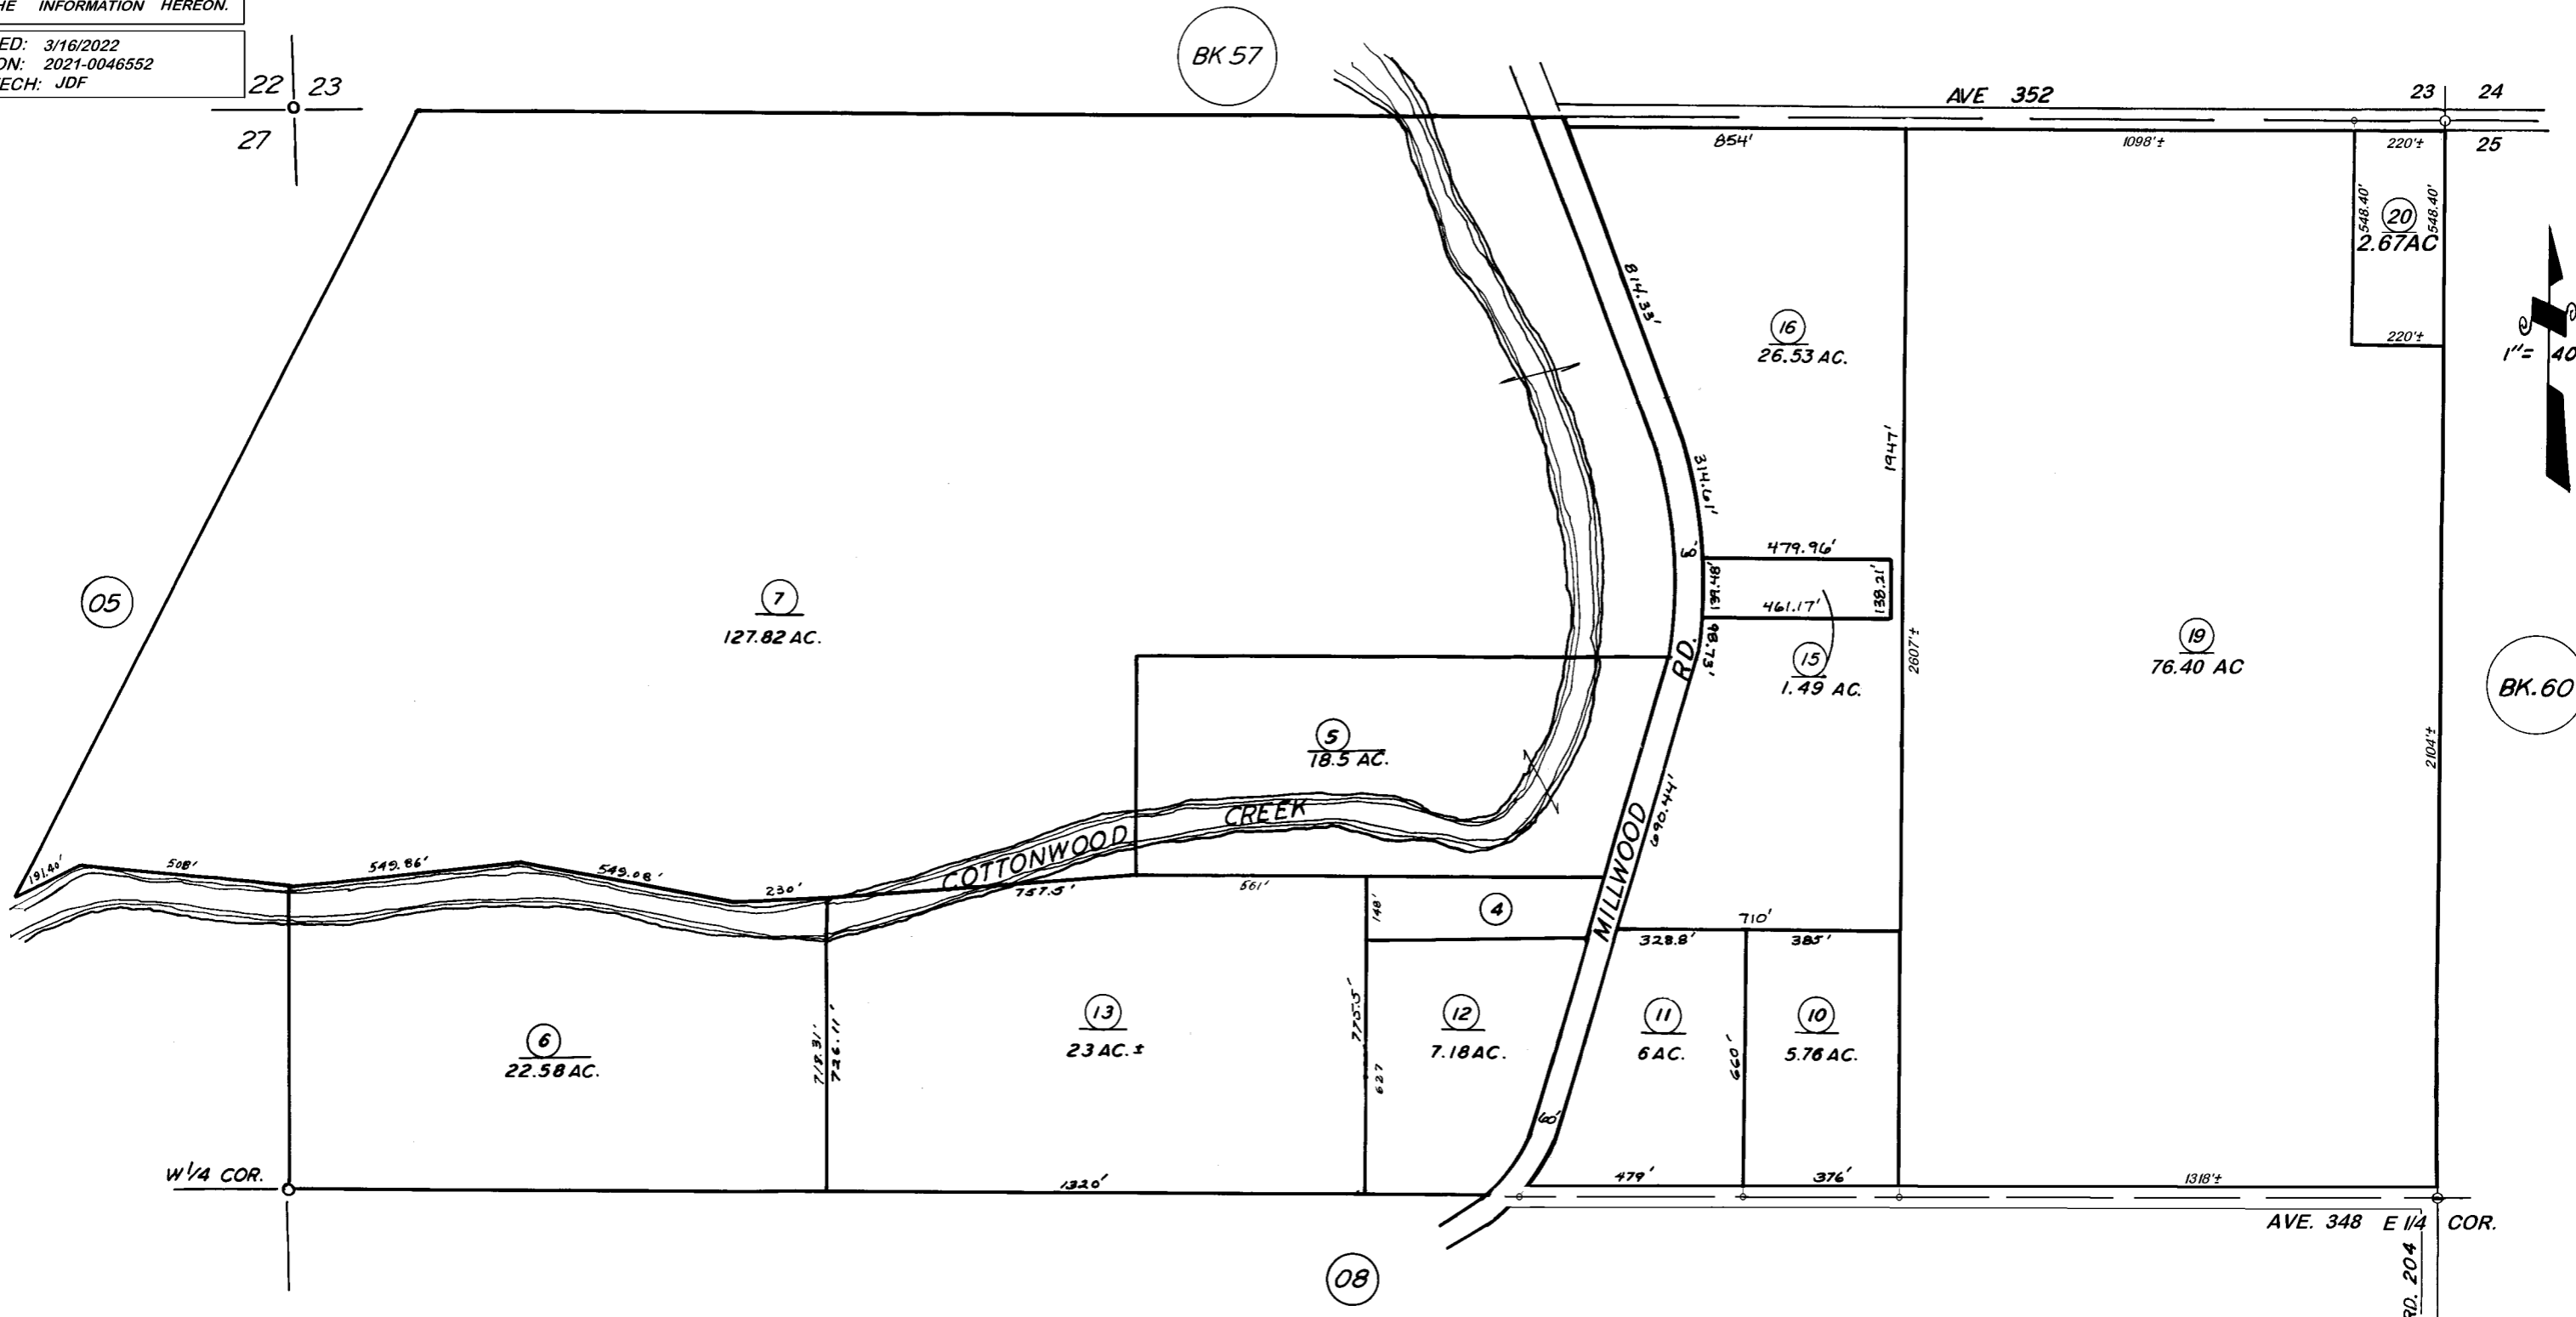 HE INFORMATION HEREON.
ED: 3/16/2022
ON: 2021-0046552
TECH: JDF
22 23
27
BK 57
AVE 352
23 24
25
854'
1098'±
220'±
548.40'
548.40'
20
2.67AC
220'±
1"= 40
814.33'
16
26.53 AC.
314.61'
1947'
60'
479.96'
139.48'
138.21'
461.17'
98.73'
15
1.49 AC.
2607'±
19
76.40 AC
BK.60
2104'±
05
7
127.82 AC.
5
18.5 AC.
RD.
MILLWOOD
690.44'
COTTONWOOD
CREEK
191.40'
508'
549.86'
549.08'
230'
757.5'
561'
148'
4
710'
328.8'
385'
6
22.58 AC.
718.31'
726.11'
13
23 AC.±
775.5'
627
12
7.18AC.
11
6 AC.
660'
10
5.76 AC.
60'
W 1/4 COR.
1320'
479'
376'
1318'±
AVE. 348 E 1/4 COR.
RD. 204
08